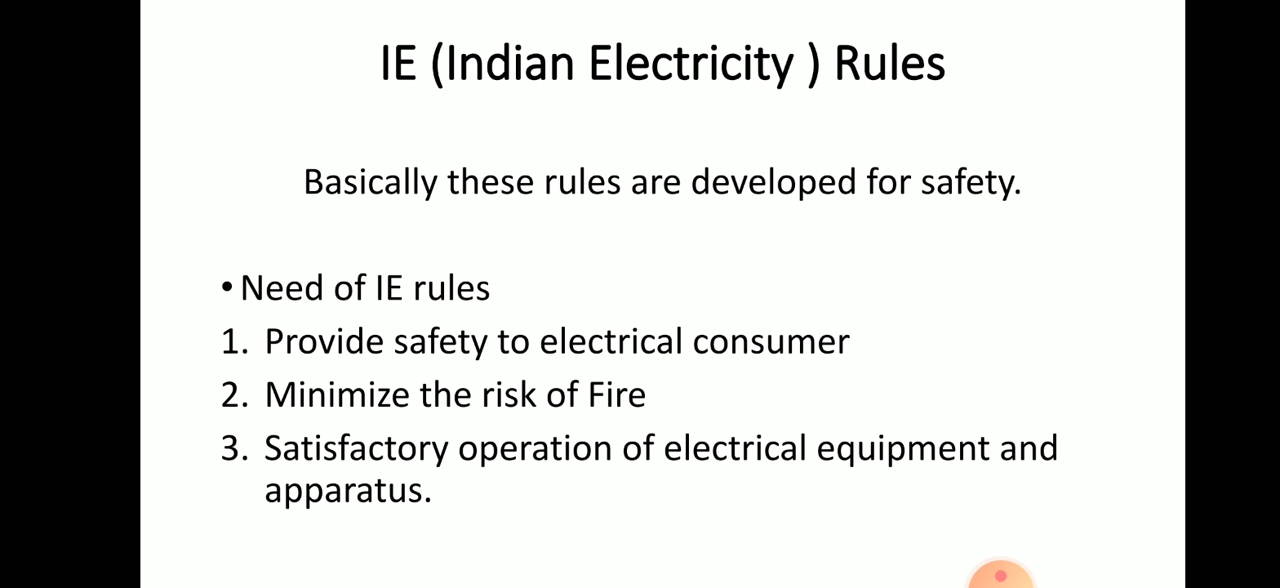 IE (Indian Electricity ) Rules
Basically these rules are developed for safety.
• Need of IE rules
1. Provide safety to electrical consumer
2. Minimize the risk of Fire
3. Satisfactory operation of electrical equipment and
apparatus.